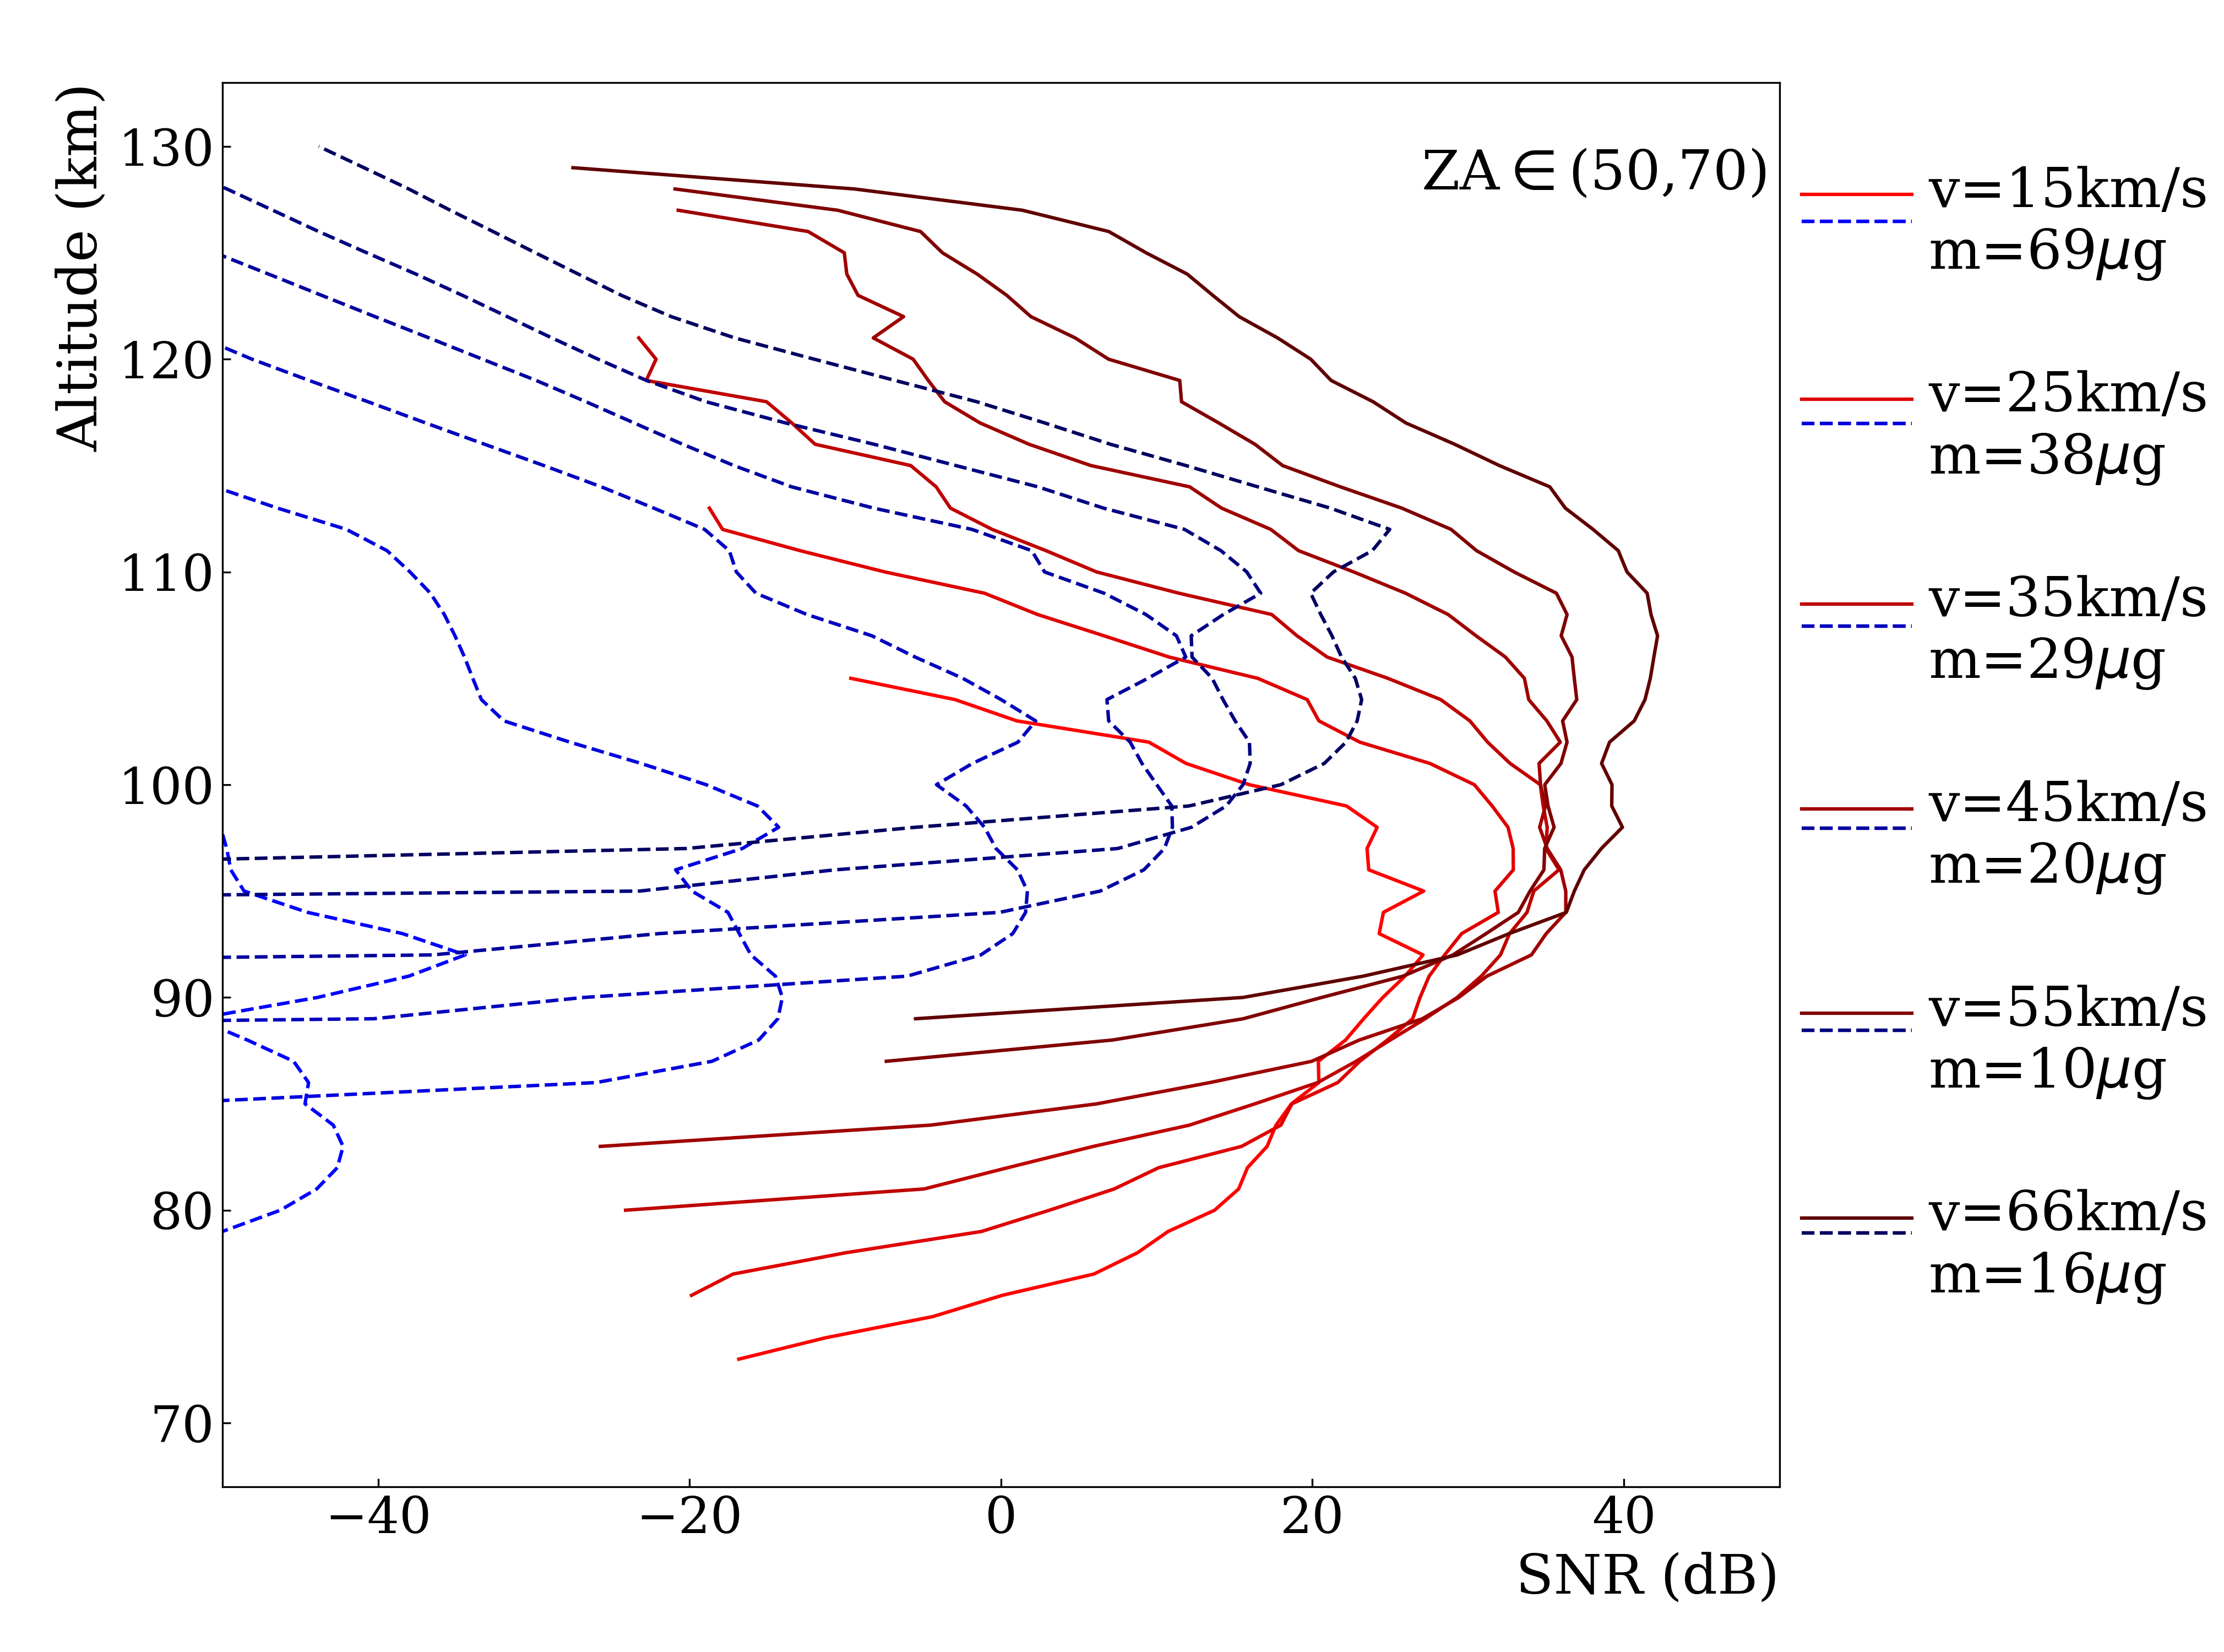 Altitude (km)
130
120
110
100
90
80
70
−40
−20
0
20
40
SNR (dB)
ZA∈(50,70)
v=15km/s
m=69μg
v=25km/s
m=38μg
v=35km/s
m=29μg
v=45km/s
m=20μg
v=55km/s
m=10μg
v=66km/s
m=16μg